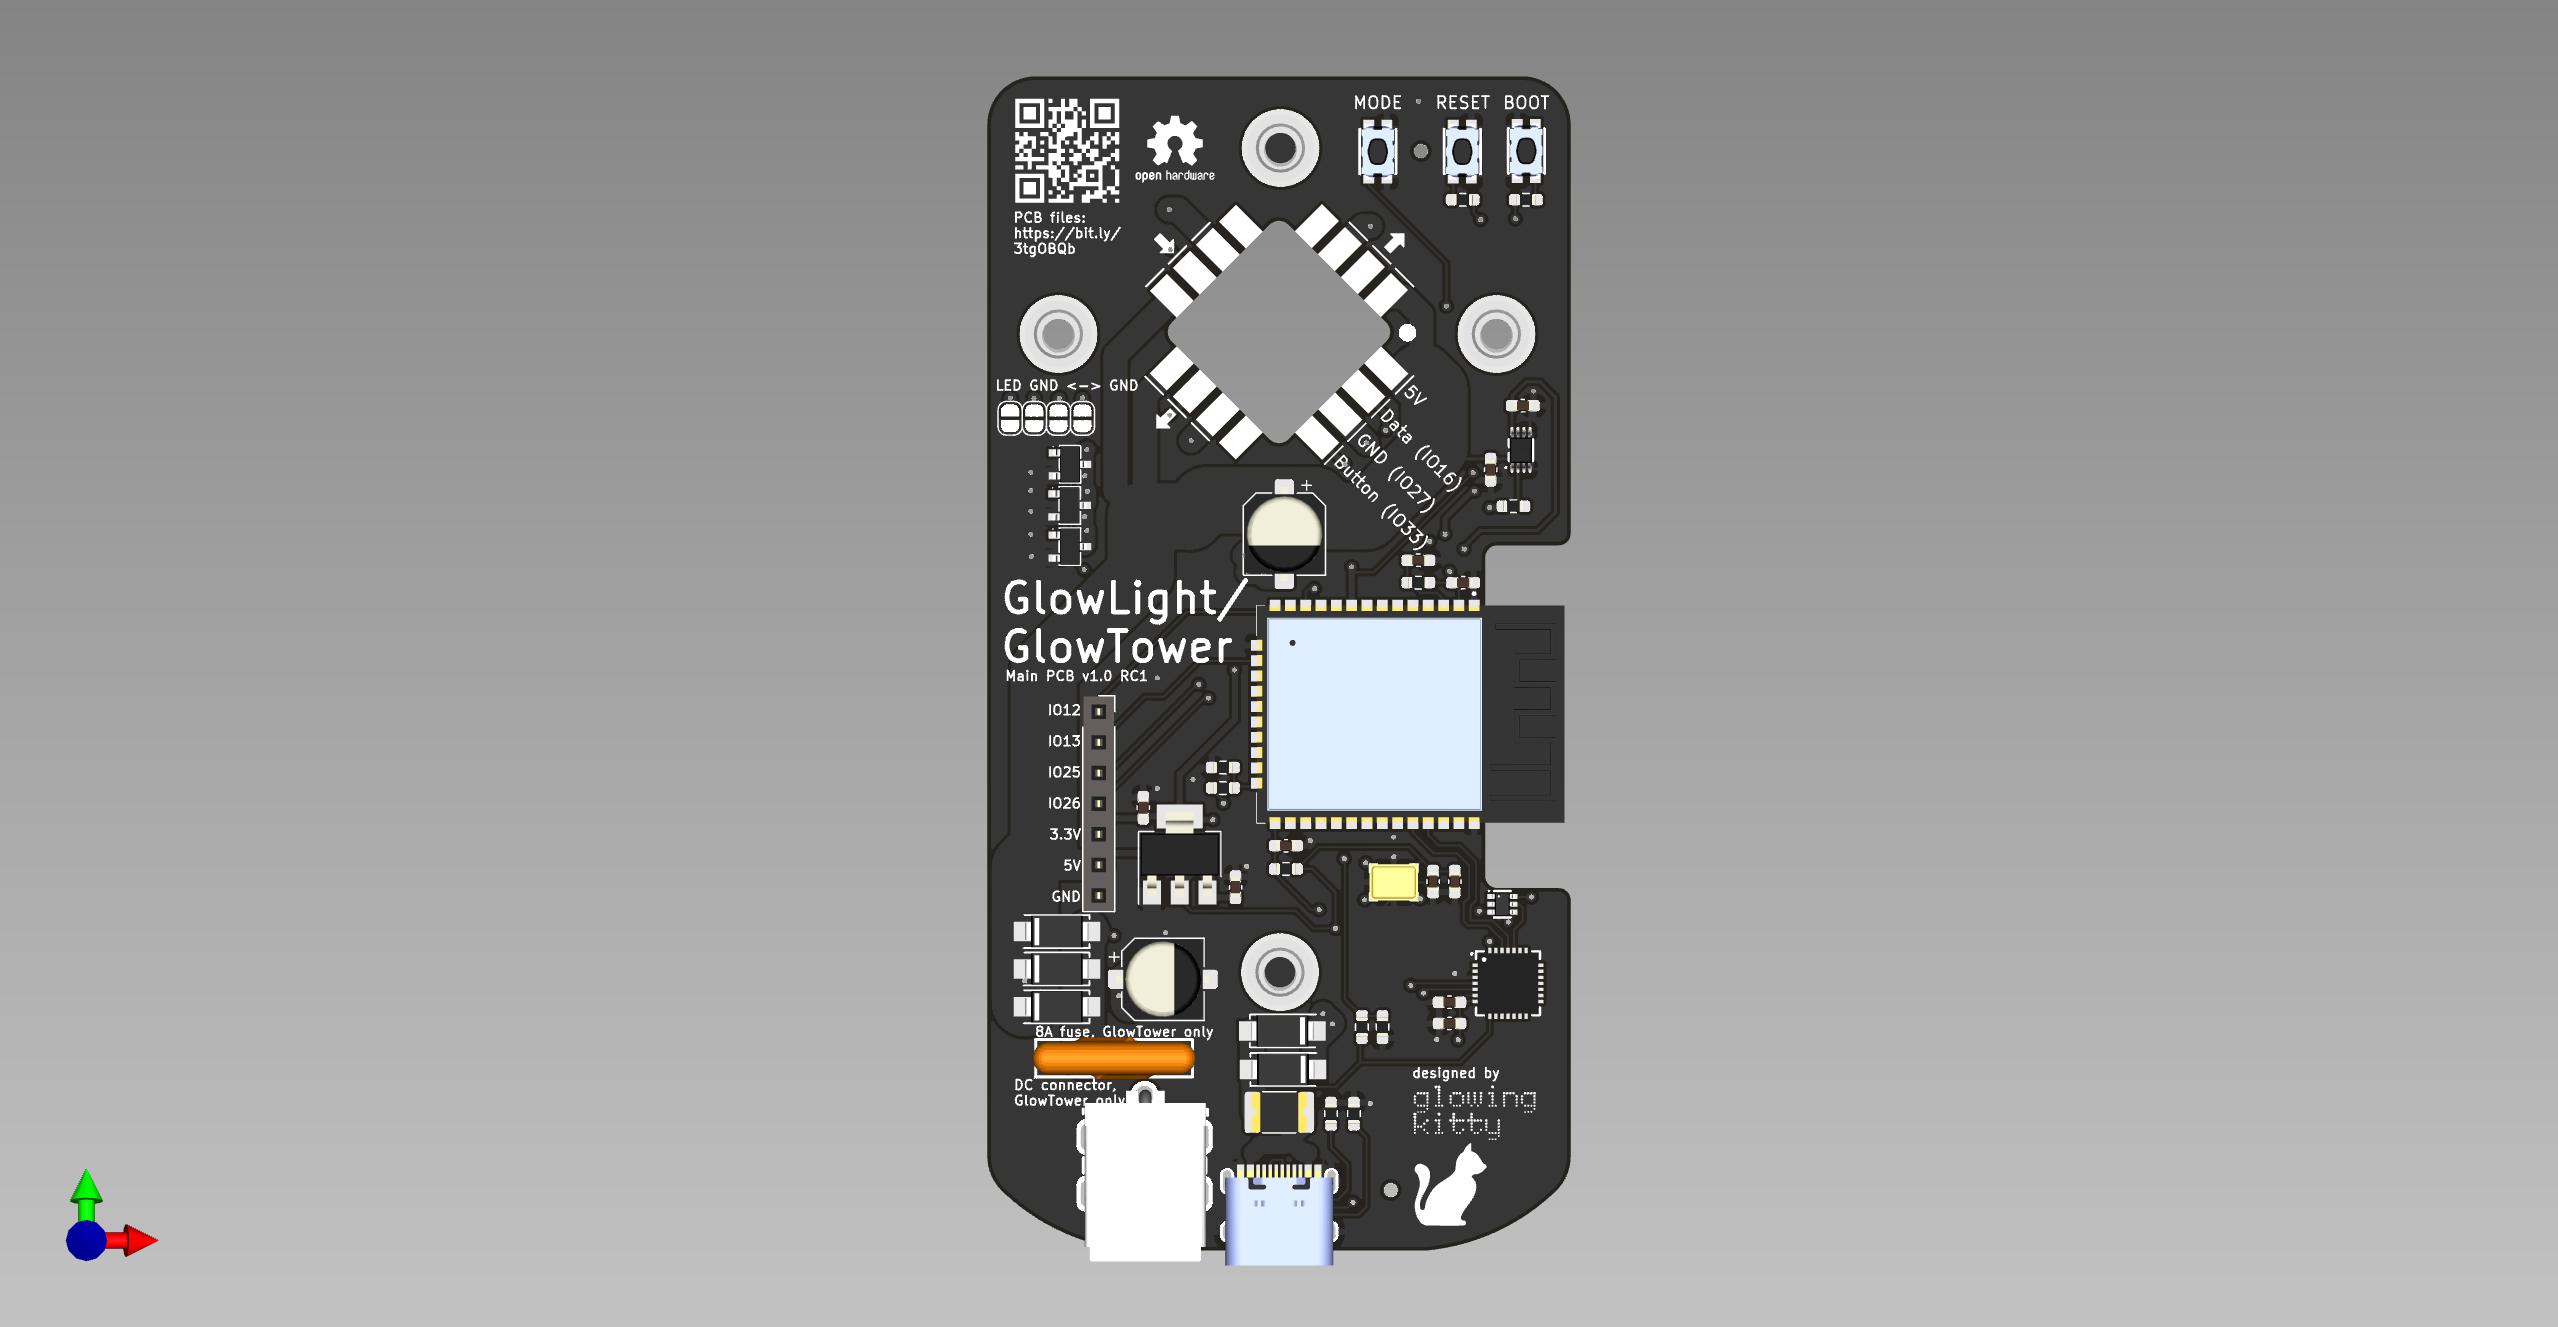 MODE RESET BOOT
open hardware
PCB files:
https://bit.ly/
3tgOBQb
LED GND <-> GND
5V
Data (IO16)
GND (IO27)
Button (IO33)
+
GlowLight/
GlowTower
Main PCB v1.0 RC1
IO12
IO13
IO25
IO26
3.3V
5V
GND
+
8A fuse. GlowTower only
DC connector,
GlowTower only
designed by
glowing
kitty